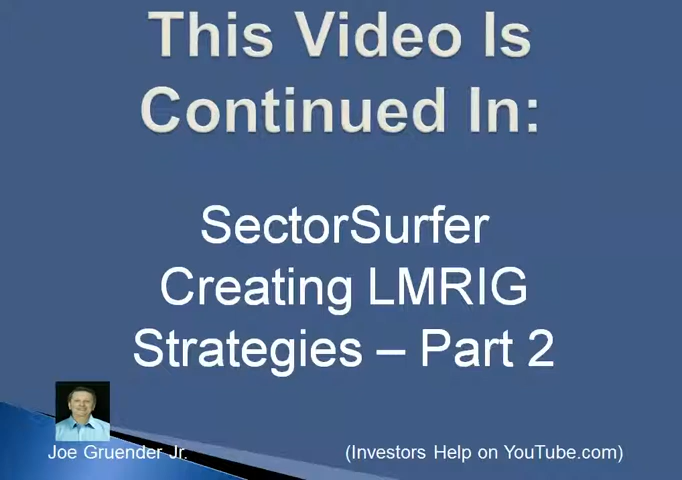 This Video Is
Continued In:
SectorSurfer
Creating LMRIG
Strategies – Part 2
Joe Gruender Jr.
(Investors Help on YouTube.com)